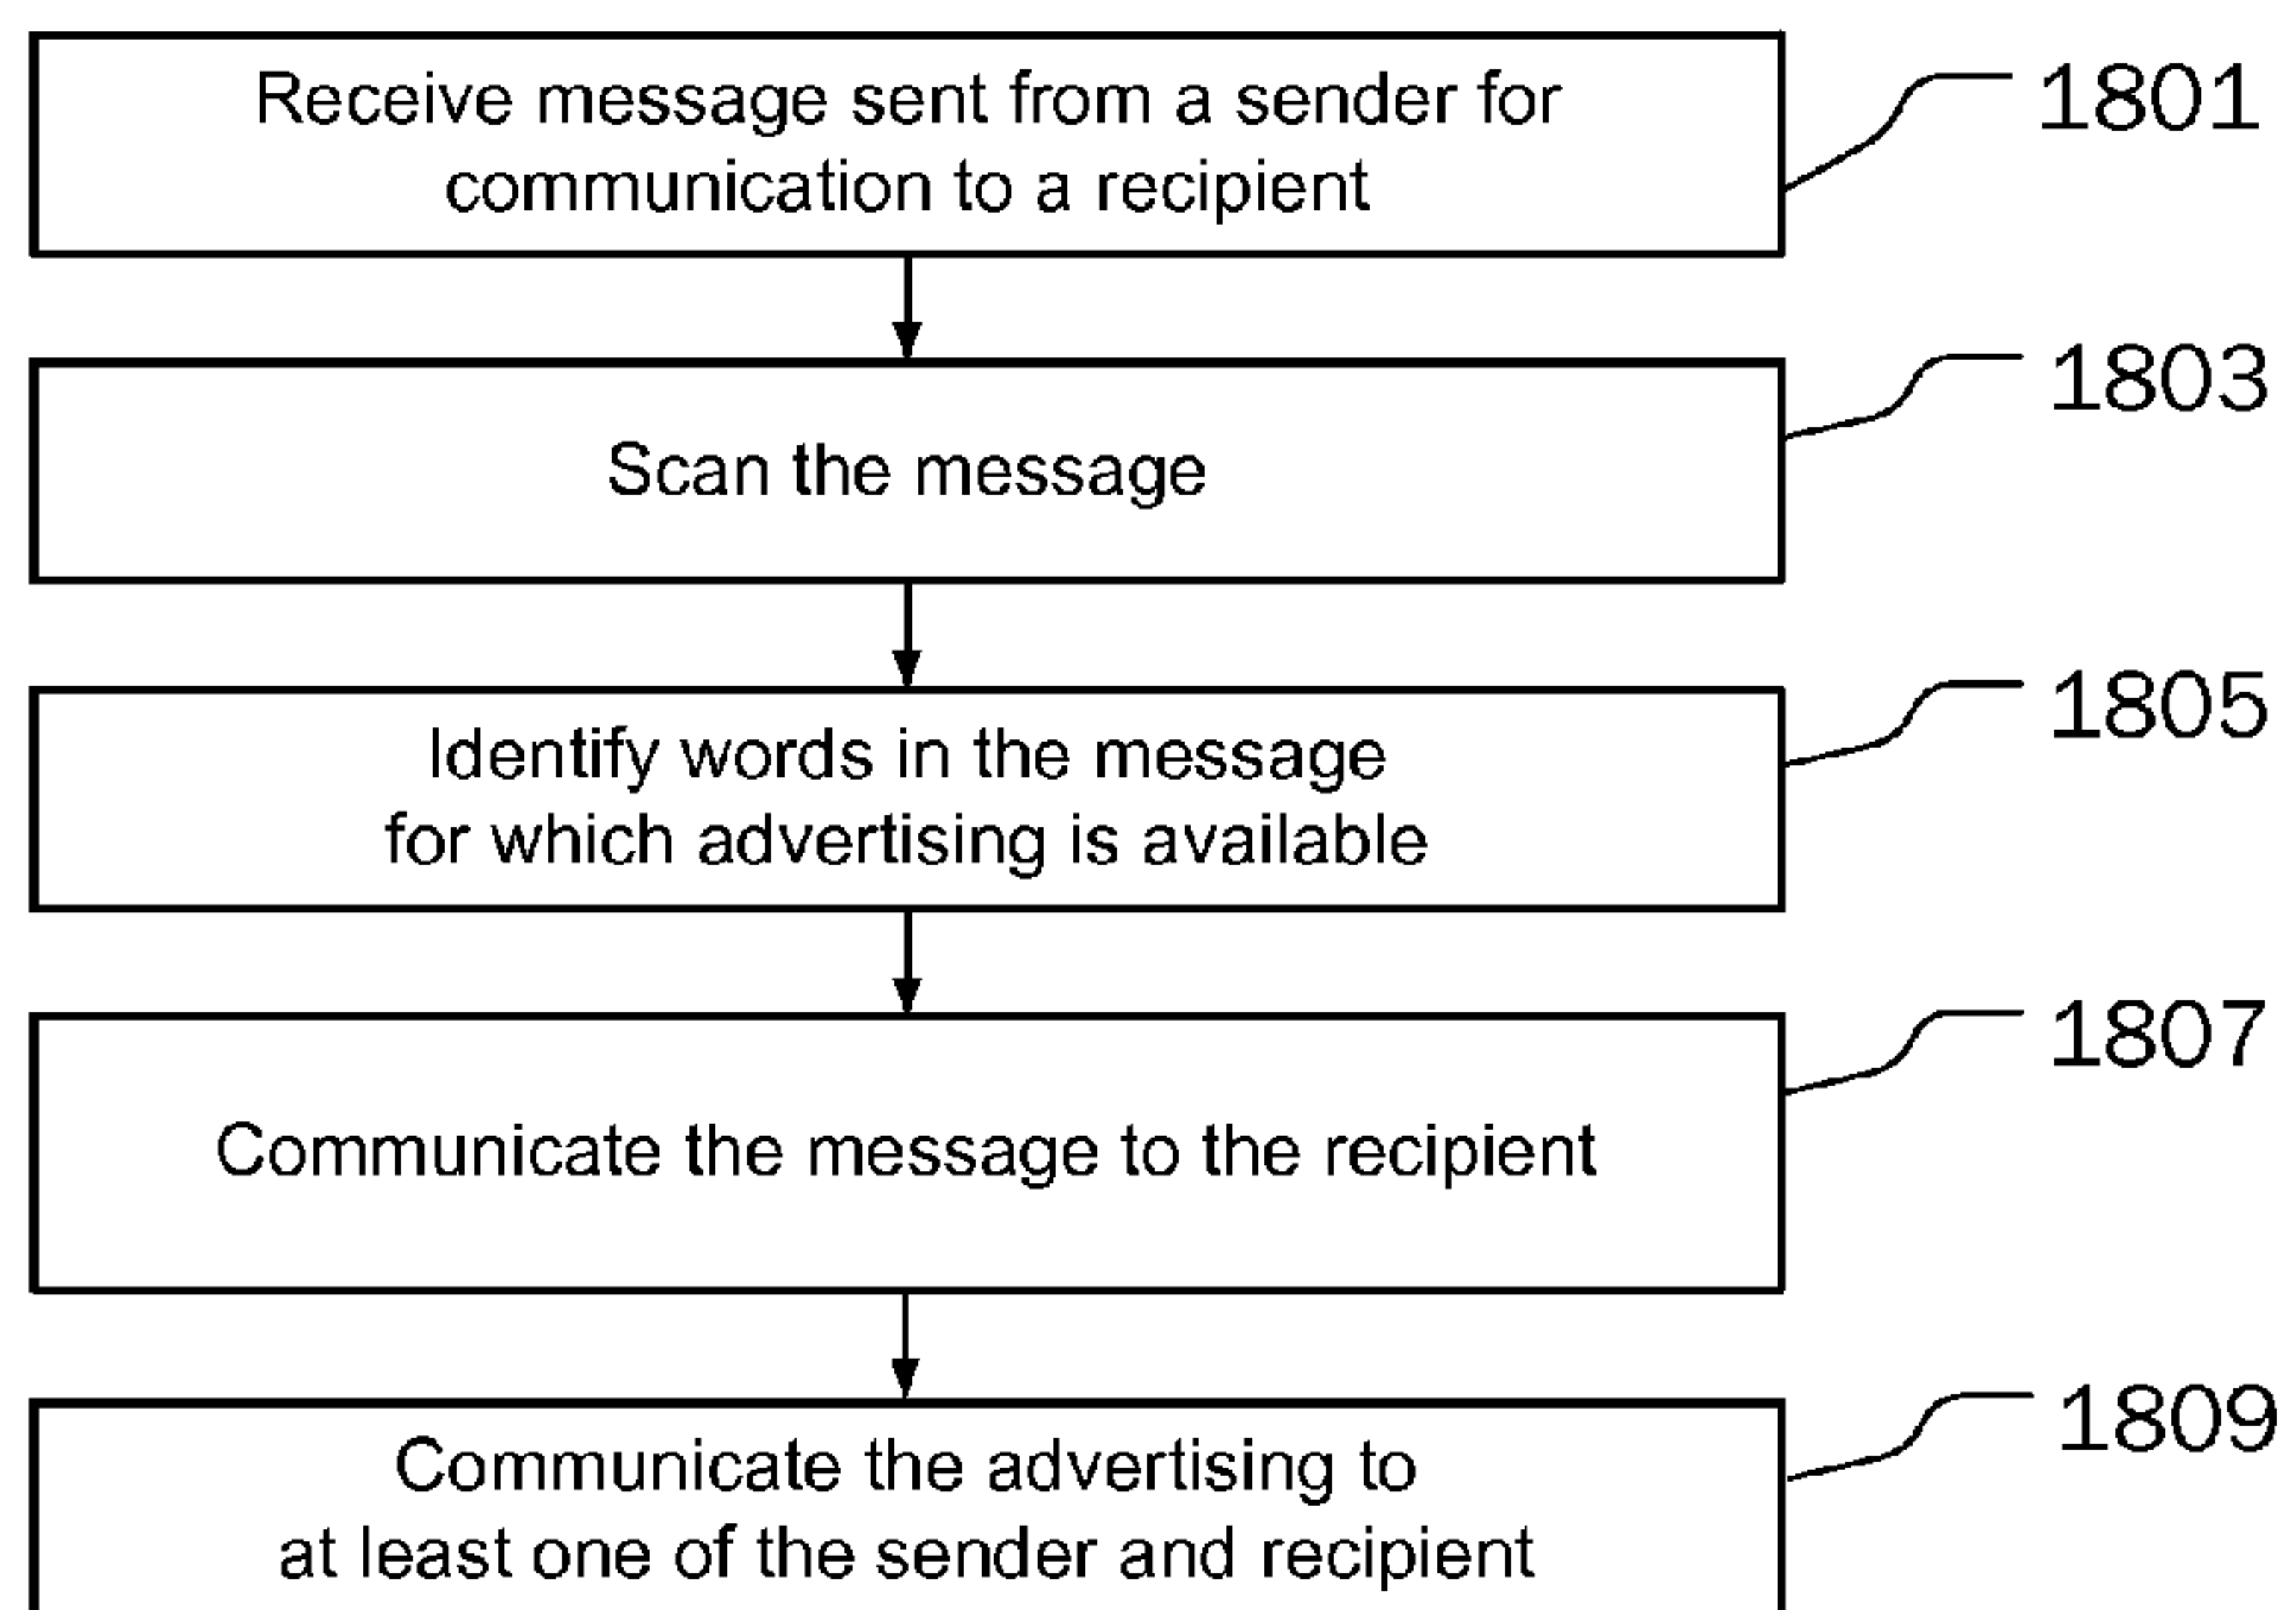 Receive message sent from a sender for
communication to a recipient
1801
Scan the message
1803
Identify words in the message
for which advertising is available
1805
Communicate the message to the recipient
1807
Communicate the advertising to
at least one of the sender and recipient
1809